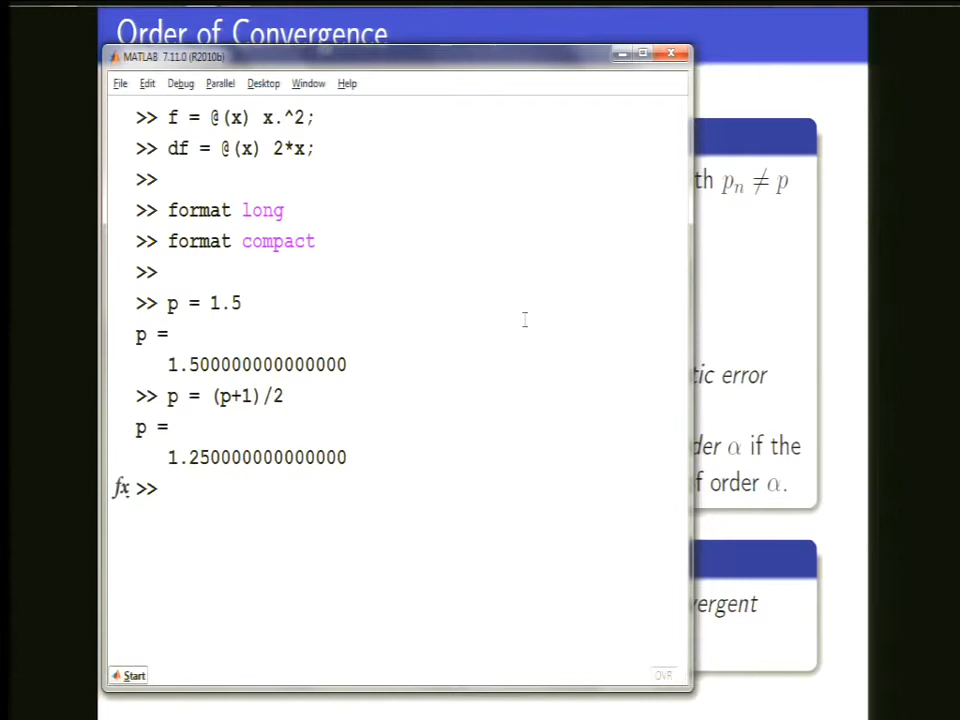 Order of Convergence
MATLAB 7.11.0 (R2010b)
File Edit Debug Parallel Desktop Window Help
>> f = @(x) x.^2;
>> df = @(x) 2*x;
>>
>> format long
>> format compact
>>
>> p = 1.5
p =
1.500000000000000
>> p = (p+1)/2
p =
1.250000000000000
fx >>
Start
OVR
th pₙ ≠ p
tic error
der α if the
f order α.
vergent